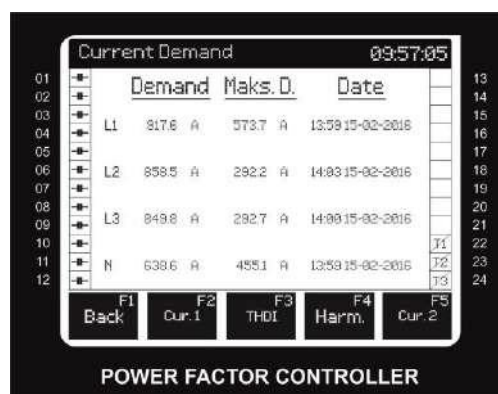 Current Demand 09:57:05
Demand Maks. D. Date
L1 917.6 A 573.7 A 13:59 15-02-2016
L2 858.5 A 292.2 A 14:03 15-02-2016
L3 849.8 A 292.7 A 14:00 15-02-2016
N 638.6 A 455.1 A 13:59 15-02-2016
01
02
03
04
05
06
07
08
09
10
11
12
13
14
15
16
17
18
19
20
21
22
23
24
F1 F2 F3 F4 F5
Back Cur.1 THDI Harm. Cur.2
POWER FACTOR CONTROLLER